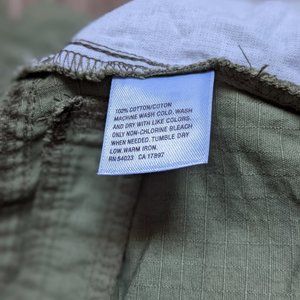 100% COTTON/COTON
MACHINE WASH COLD, WASH
AND DRY WITH LIKE COLORS.
ONLY NON-CHLORINE BLEACH
WHEN NEEDED. TUMBLE DRY
LOW. WARM IRON.
RN 54023 CA 17897